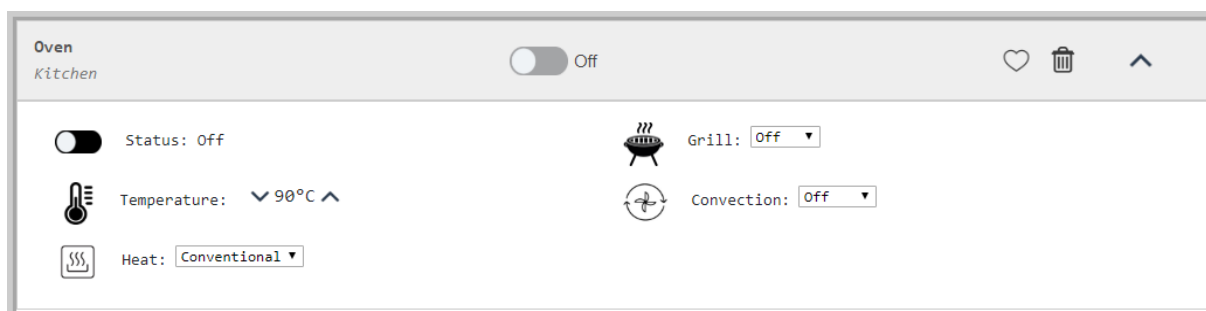 Oven
Kitchen
Off
Status: Off
Grill: Off
Temperature: 90°C
Convection: Off
Heat: Conventional